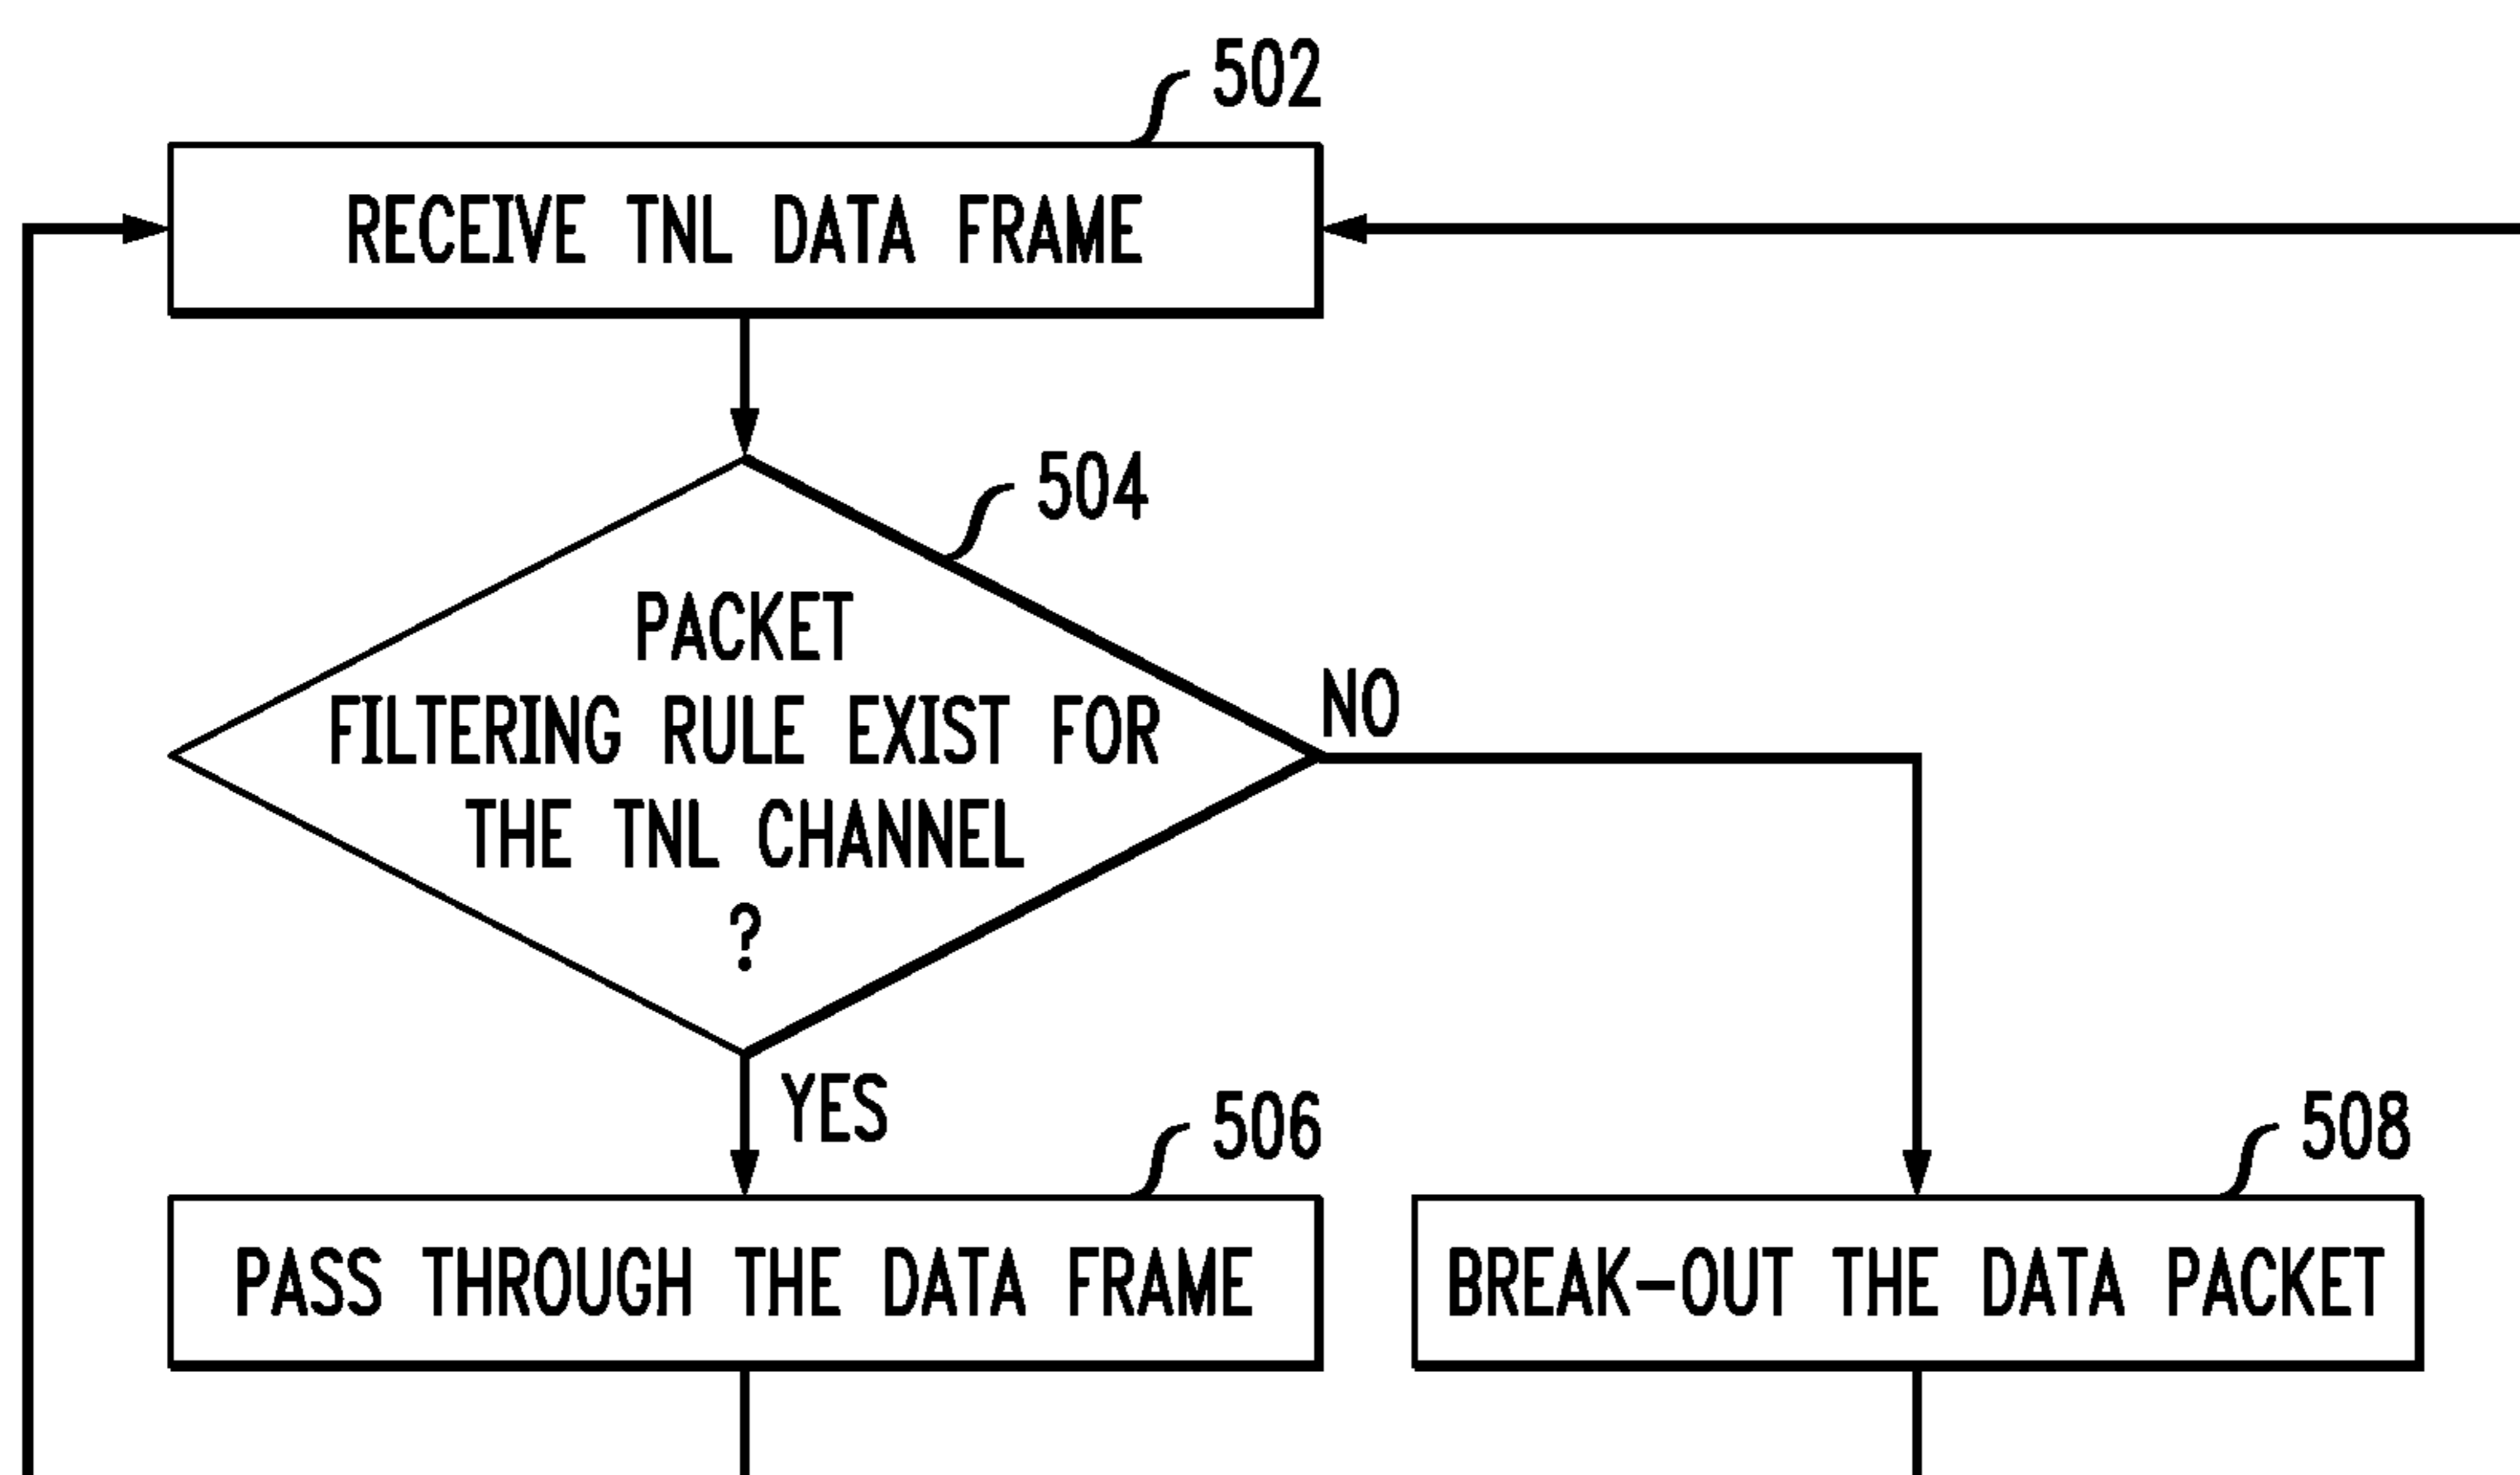 502
RECEIVE TNL DATA FRAME
504
PACKET
FILTERING RULE EXIST FOR
THE TNL CHANNEL
?
NO
YES
506
508
PASS THROUGH THE DATA FRAME
BREAK-OUT THE DATA PACKET